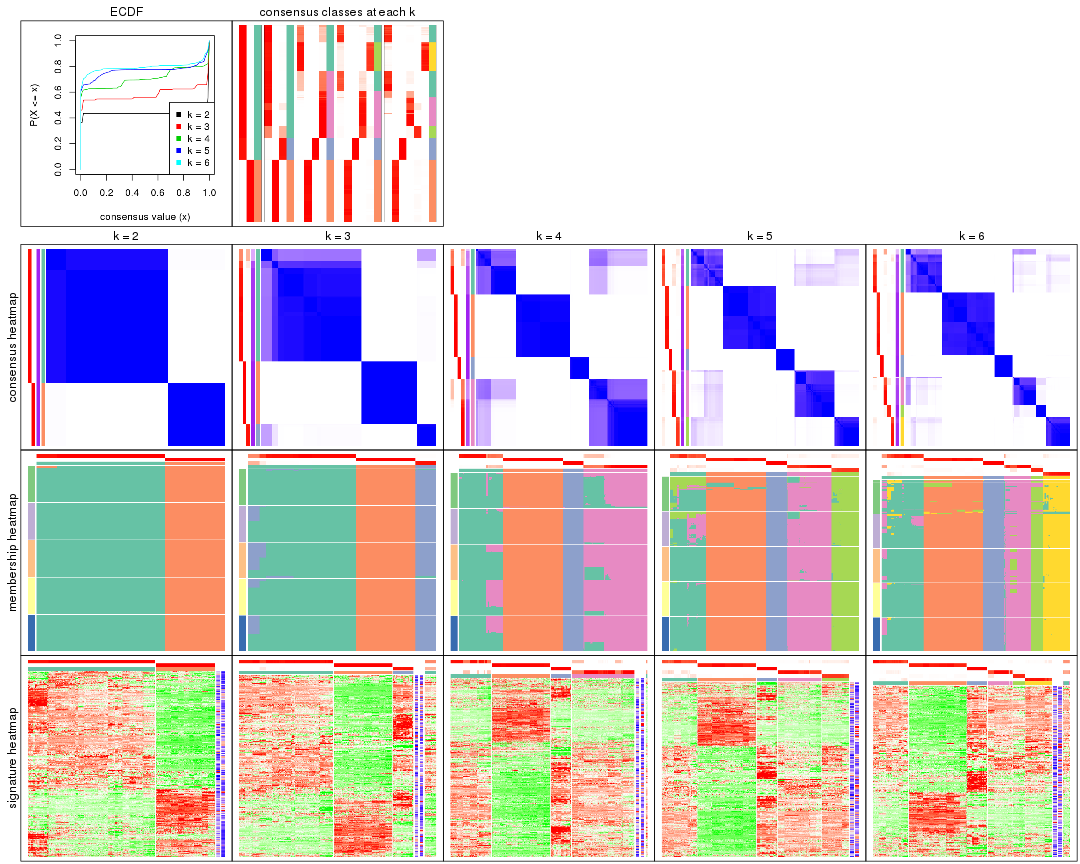 ECDF
consensus classes at each k
P(X <= x)
0.0 0.2 0.4 0.6 0.8 1.0
k = 2
k = 3
k = 4
k = 5
k = 6
0.0 0.2 0.4 0.6 0.8 1.0
consensus value (x)
k = 2
k = 3
k = 4
k = 5
k = 6
consensus heatmap
membership heatmap
signature heatmap